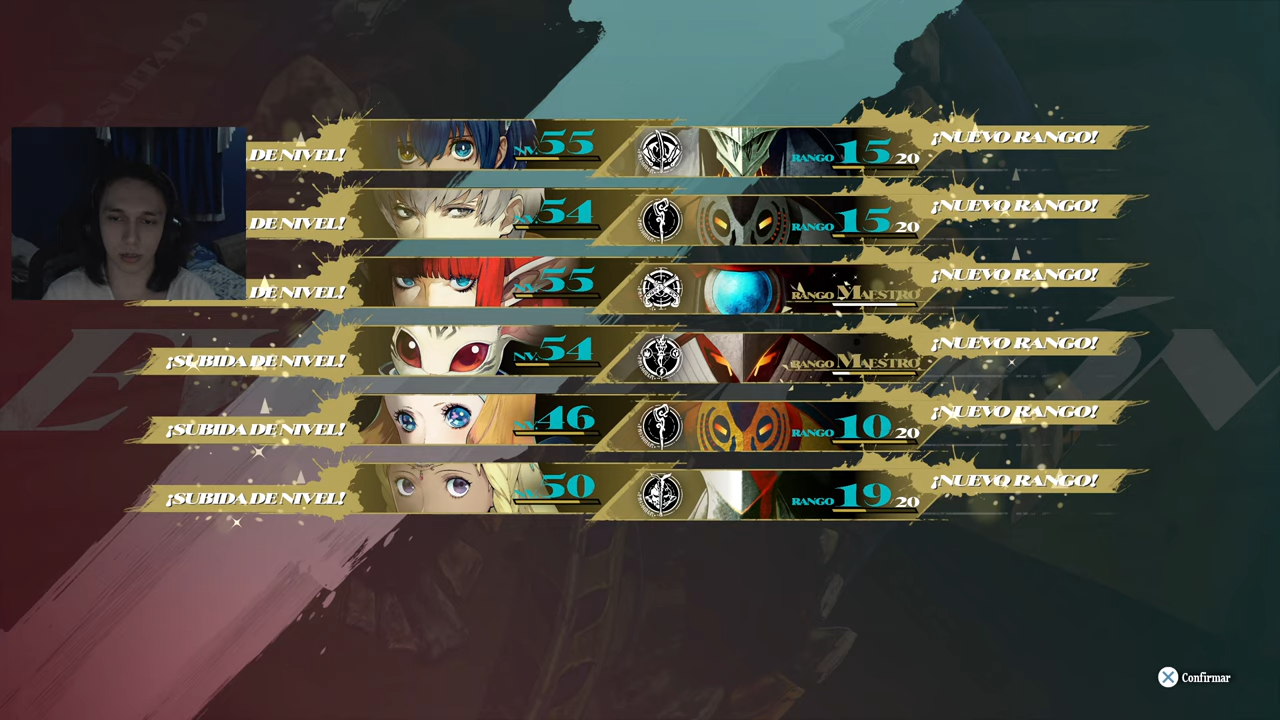 DE NIVEL! NV. 55 RANGO 15 20 ¡NUEVO RANGO!
DE NIVEL! NV. 54 RANGO 15 20 ¡NUEVO RANGO!
DE NIVEL! NV. 55 RANGO MAESTRO ¡NUEVO RANGO!
¡SUBIDA DE NIVEL! NV. 54 RANGO MAESTRO ¡NUEVO RANGO!
¡SUBIDA DE NIVEL! NV. 46 RANGO 10 20 ¡NUEVO RANGO!
¡SUBIDA DE NIVEL! NV. 50 RANGO 19 20 ¡NUEVO RANGO!
Confirmar